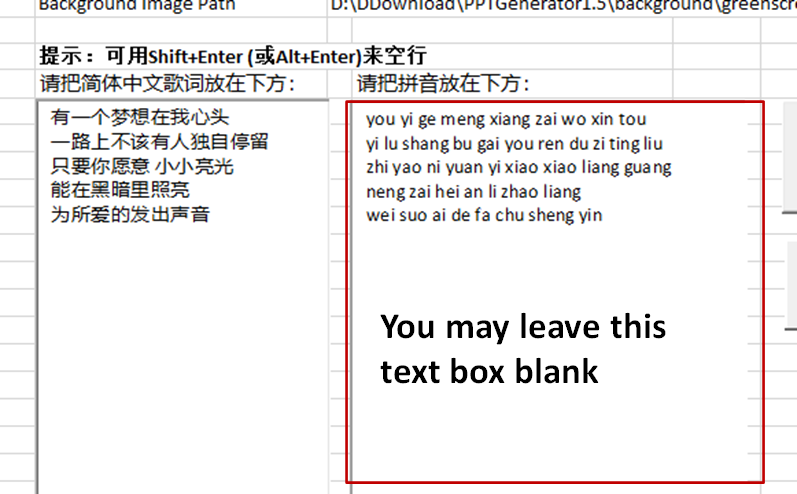 Background Image Path D:\DDownload\PPTGenerator1.5\background\greenscre
提示：可用Shift+Enter (或Alt+Enter)来空行
请把简体中文歌词放在下方： 请把拼音放在下方：
有一个梦想在我心头
一路上不该有人独自停留
只要你愿意 小小亮光
能在黑暗里照亮
为所爱的发出声音
you yi ge meng xiang zai wo xin tou
yi lu shang bu gai you ren du zi ting liu
zhi yao ni yuan yi xiao xiao liang guang
neng zai hei an li zhao liang
wei suo ai de fa chu sheng yin
You may leave this
text box blank